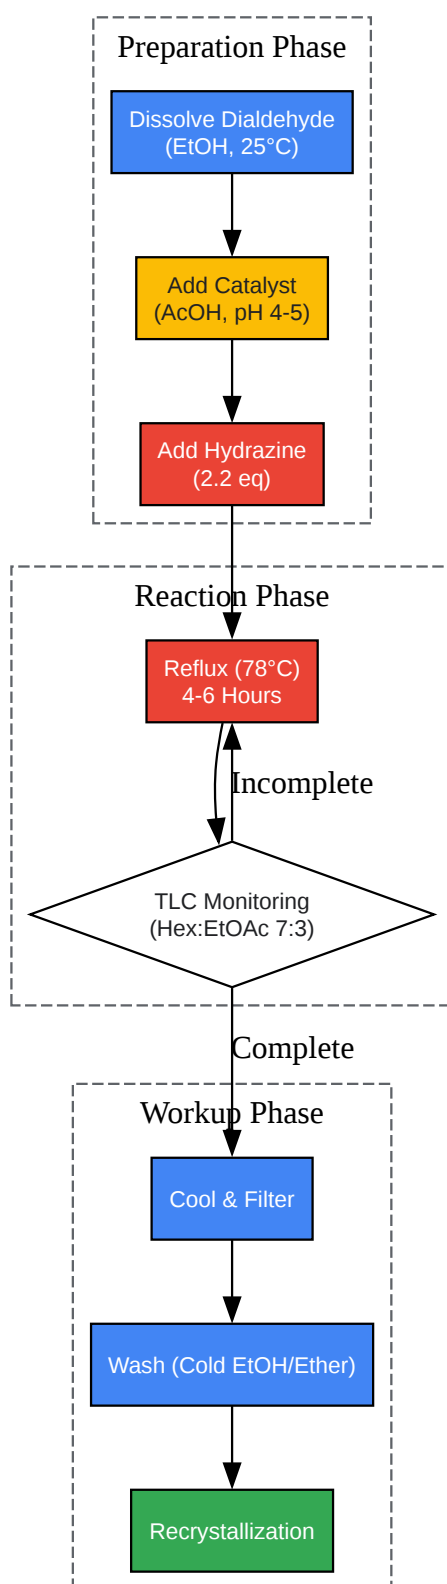 Preparation Phase
Dissolve Dialdehyde
(EtOH, 25°C)
Add Catalyst
(AcOH, pH 4-5)
Add Hydrazine
(2.2 eq)
Reaction Phase
Reflux (78°C)
4-6 Hours
Incomplete
TLC Monitoring
(Hex:EtOAc 7:3)
Complete
Workup Phase
Cool & Filter
Wash (Cold EtOH/Ether)
Recrystallization